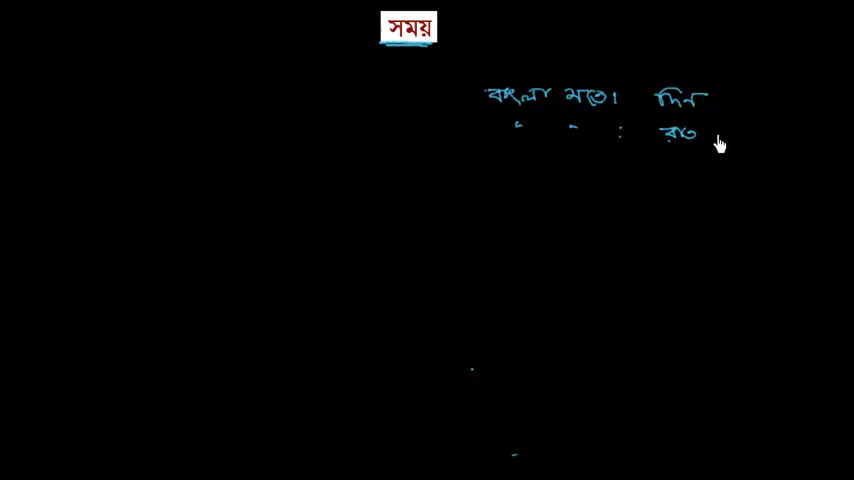 সময়
বাংলা মতে। দিন
" " : রাত